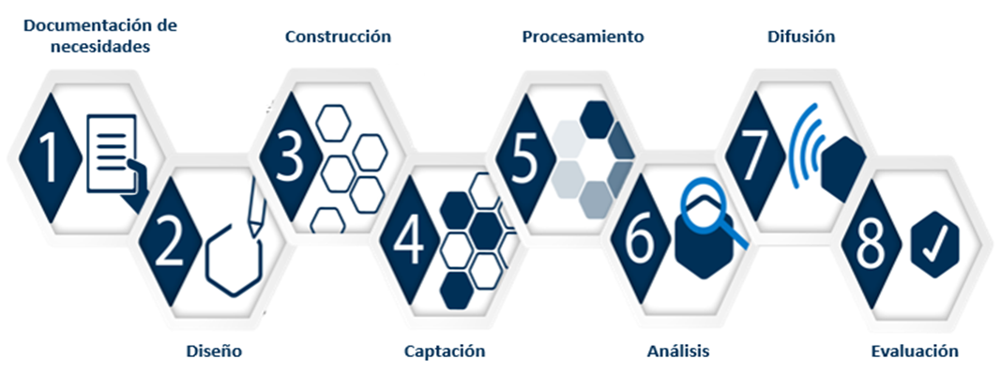 Documentación de
necesidades
Construcción
Procesamiento
Difusión
1
2
3
4
5
6
7
8
Diseño
Captación
Análisis
Evaluación